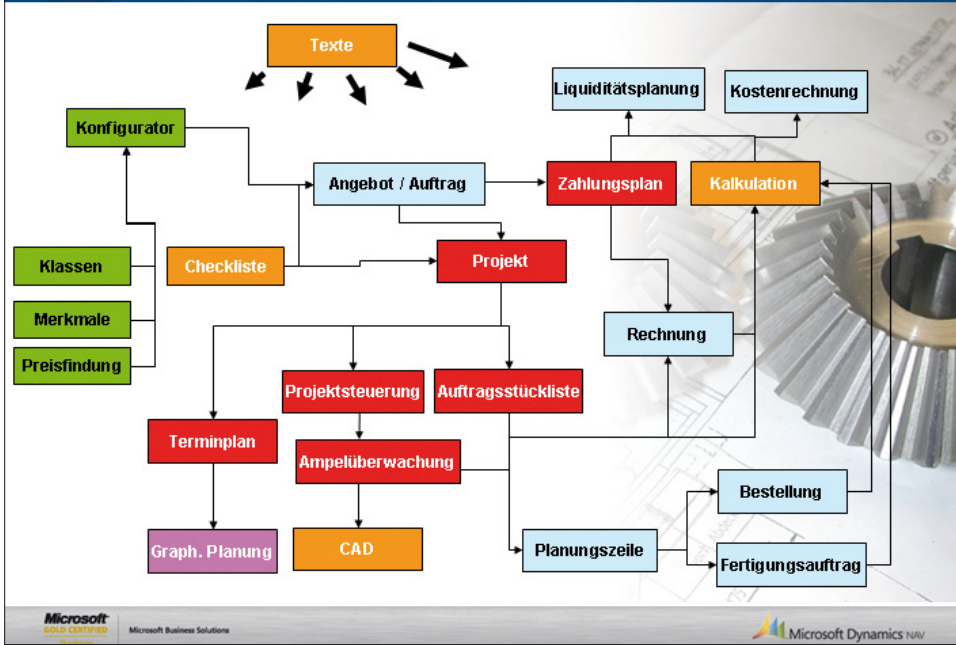 Texte
Liquiditätsplanung
Kostenrechnung
Konfigurator
Angebot / Auftrag
Zahlungsplan
Kalkulation
Klassen
Checkliste
Projekt
Merkmale
Rechnung
Preisfindung
Projektsteuerung
Auftragsstückliste
Terminplan
Ampelüberwachung
Bestellung
Graph. Planung
CAD
Planungszeile
Fertigungsauftrag
Microsoft
GOLD CERTIFIED
Microsoft Business Solutions
Microsoft Dynamics NAV